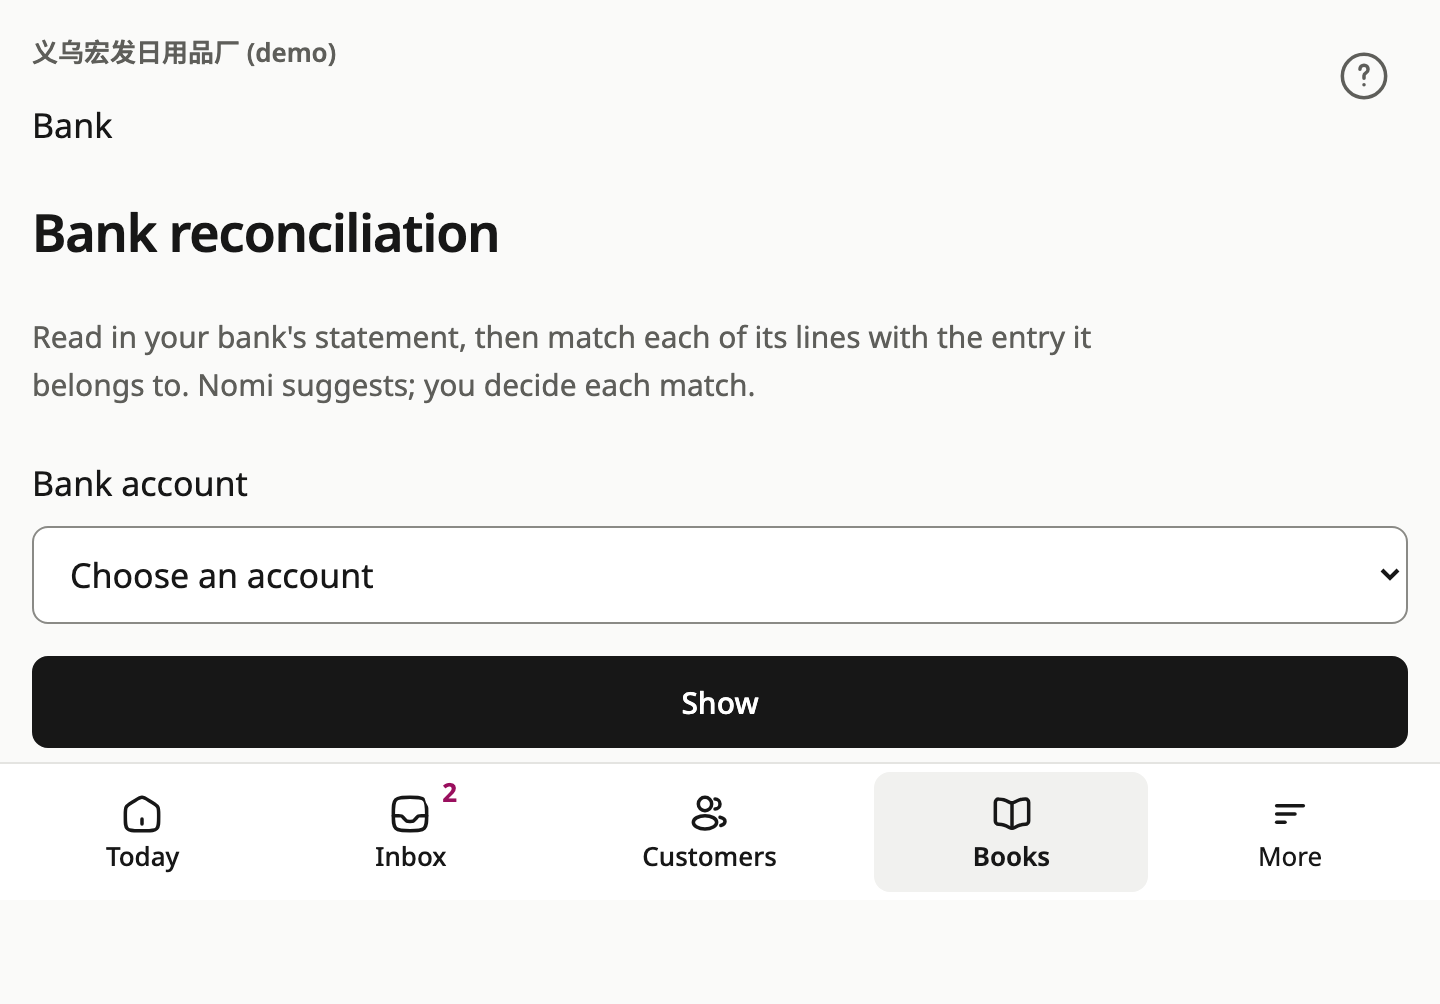 义乌宏发日用品厂 (demo)
?
Bank
Bank reconciliation
Read in your bank's statement, then match each of its lines with the entry it
belongs to. Nomi suggests; you decide each match.
Bank account
Choose an account
Show
Today
Inbox 2
Customers
Books
More